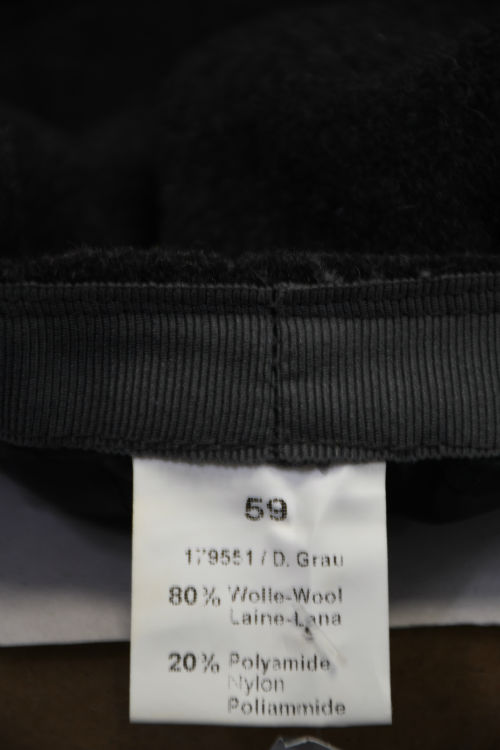 59
179551 / D. Grau
80% Wolle-Wool
Laine-Lana
20% Polyamide
Nylon
Poliammide